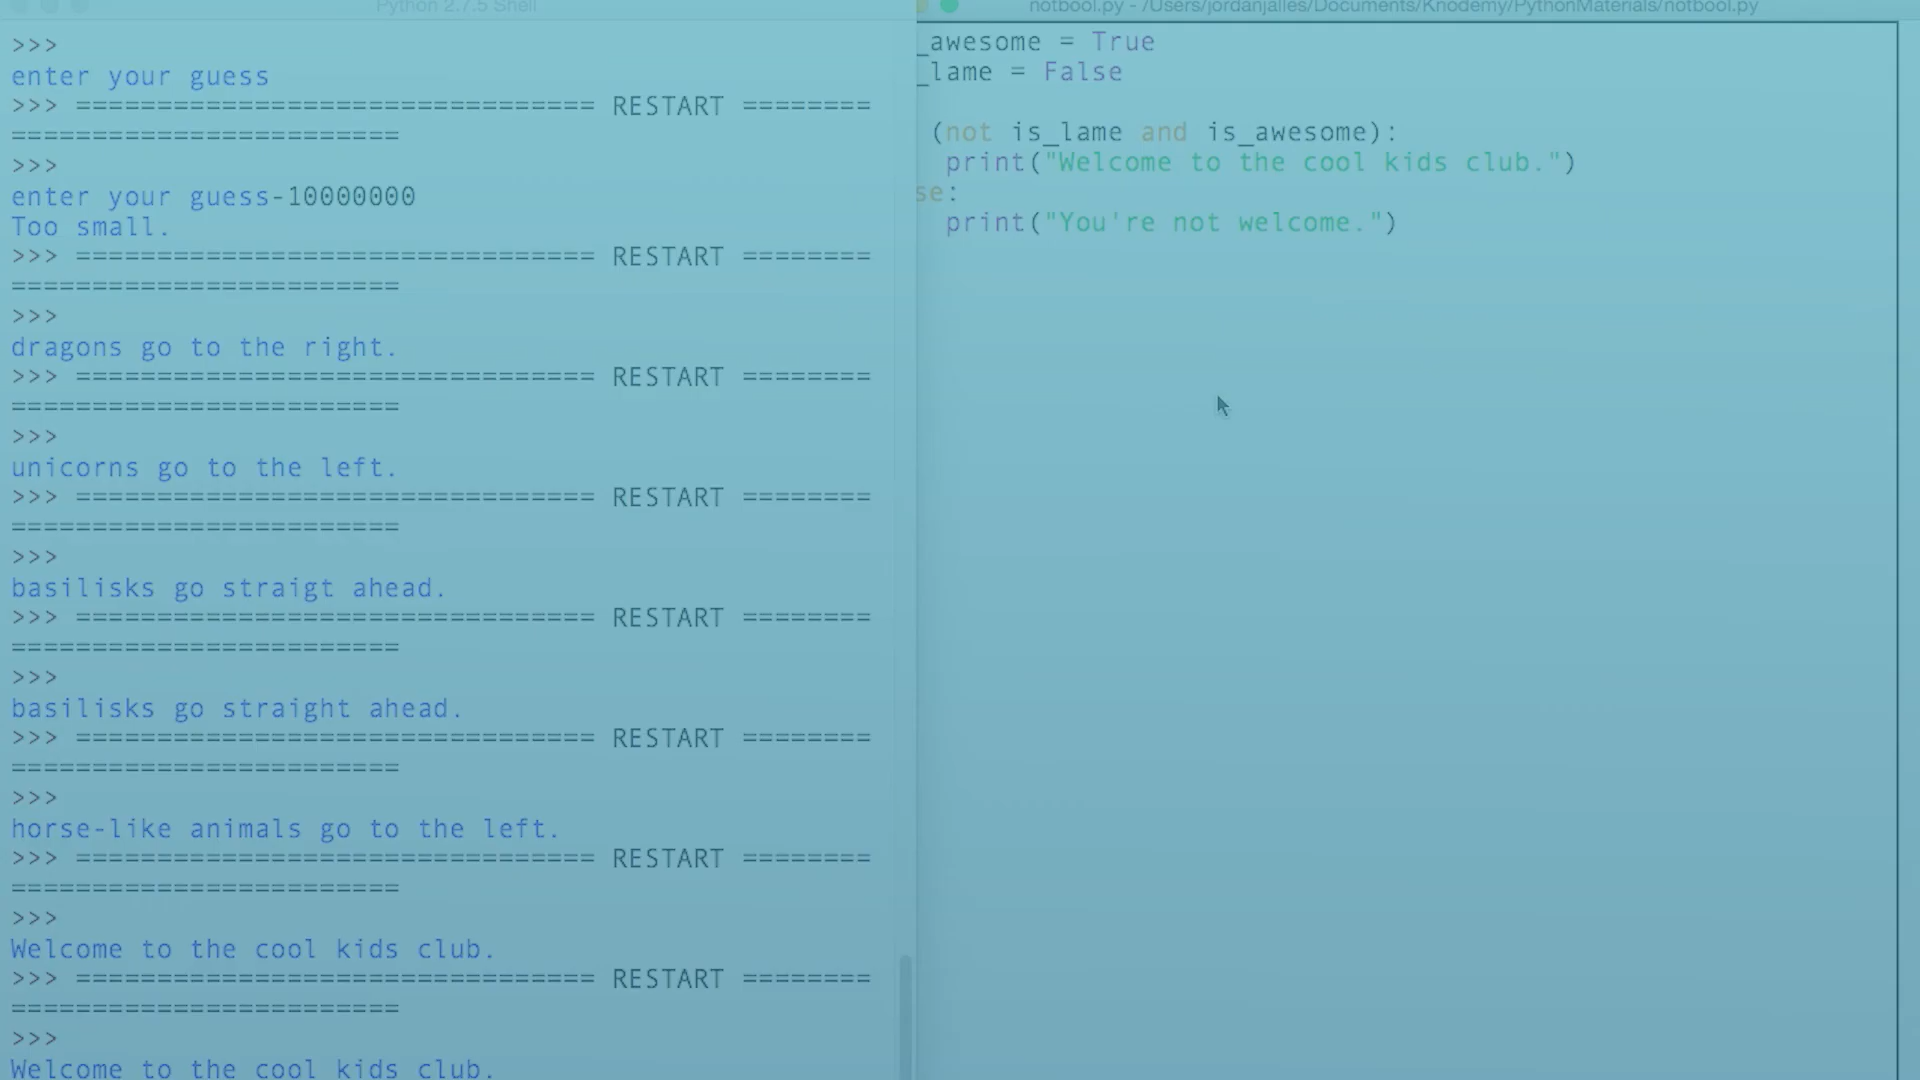 Python 2.7.5 Shell
>>>
enter your guess
>>> ================================ RESTART ========
========================
>>>
enter your guess-10000000
Too small.
>>> ================================ RESTART ========
========================
>>>
dragons go to the right.
>>> ================================ RESTART ========
========================
>>>
unicorns go to the left.
>>> ================================ RESTART ========
========================
>>>
basilisks go straigt ahead.
>>> ================================ RESTART ========
========================
>>>
basilisks go straight ahead.
>>> ================================ RESTART ========
========================
>>>
horse-like animals go to the left.
>>> ================================ RESTART ========
========================
>>>
Welcome to the cool kids club.
>>> ================================ RESTART ========
========================
>>>
Welcome to the cool kids club.
notbool.py - /Users/jordanjalles/Documents/Knodemy/PythonMaterials/notbool.py
_awesome = True
_lame = False
(not is_lame and is_awesome):
print("Welcome to the cool kids club.")
se:
print("You're not welcome.")